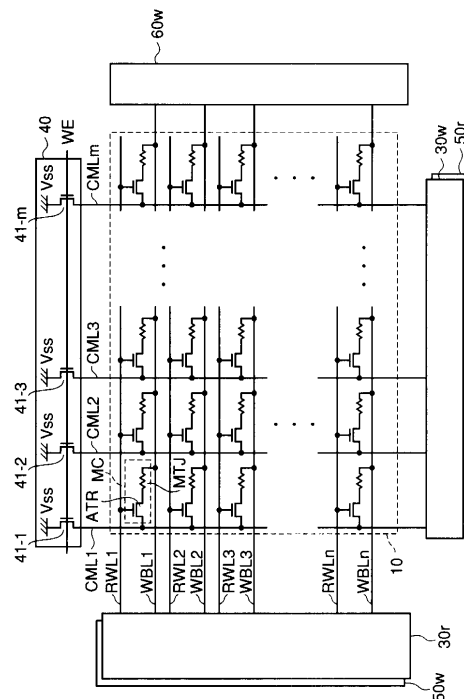 40
WE
Vss
Vss
Vss
Vss
41-1
41-2
41-3
41-m
CML1
CML2
CML3
CMLm
MC
ATR
MTJ
RWL1
WBL1
RWL2
WBL2
RWL3
WBL3
RWLn
WBLn
10
60w
30r
50w
30w
50r